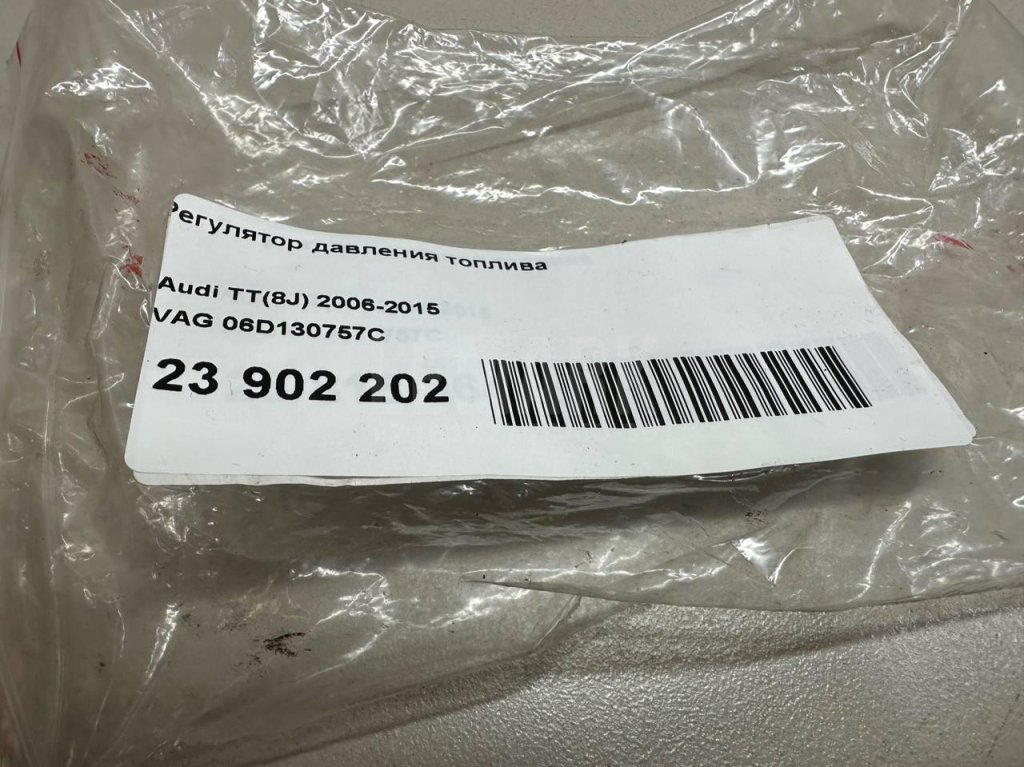 Регулятор давления топлива
Audi TT(8J) 2006-2015
VAG 06D130757C
23 902 202